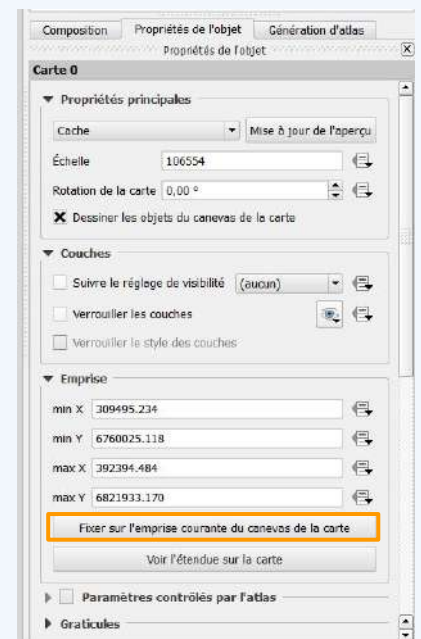 Composition Propriétés de l'objet Génération d'atlas
Propriétés de l'objet
Carte 0
Propriétés principales
Cache Mise à jour de l'aperçu
Échelle 106554
Rotation de la carte 0,00 °
Dessiner les objets du canevas de la carte
Couches
Suivre le réglage de visibilité (aucun)
Verrouiller les couches
Verrouiller le style des couches
Emprise
min X 309495.234
min Y 6760025.118
max X 392394.484
max Y 6821933.170
Fixer sur l'emprise courante du canevas de la carte
Voir l'étendue sur la carte
Paramètres contrôlés par l'atlas
Graticules